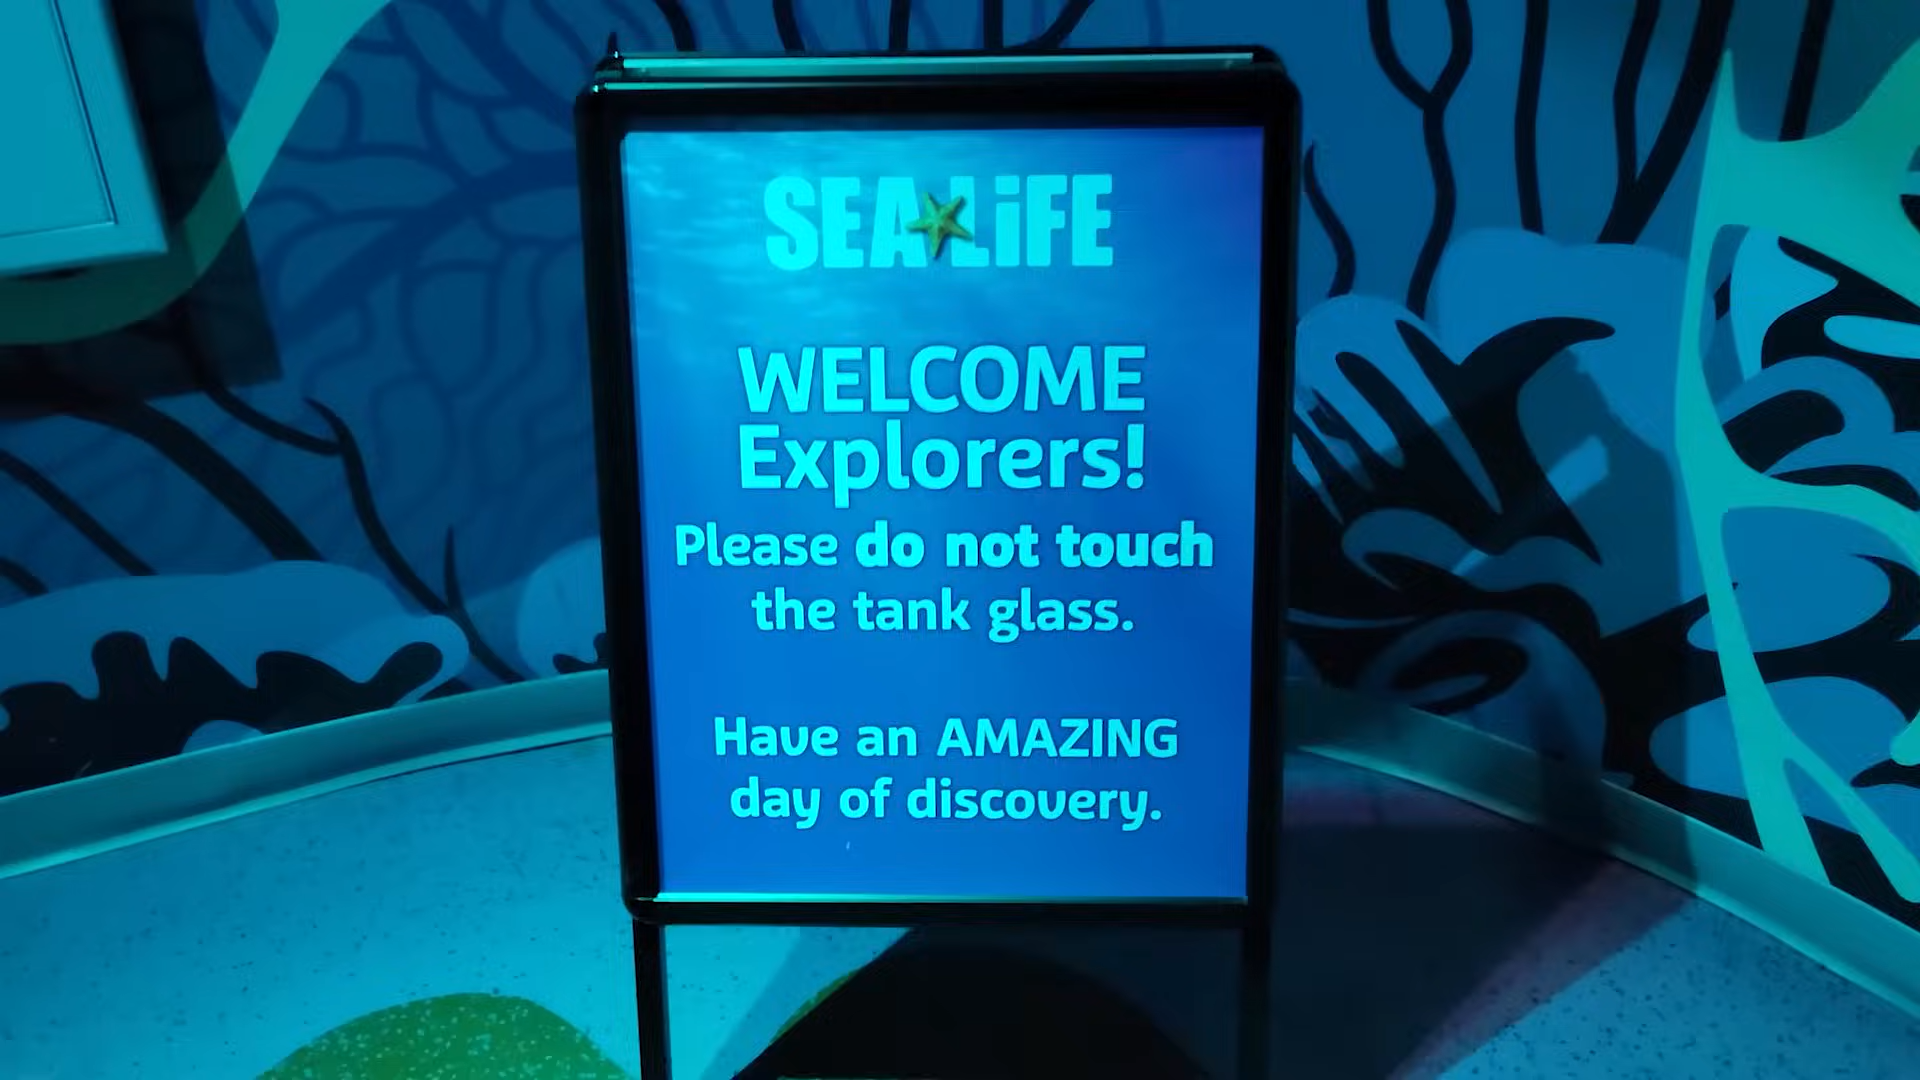 SEA LiFE
WELCOME
Explorers!
Please do not touch
the tank glass.
Have an AMAZING
day of discovery.